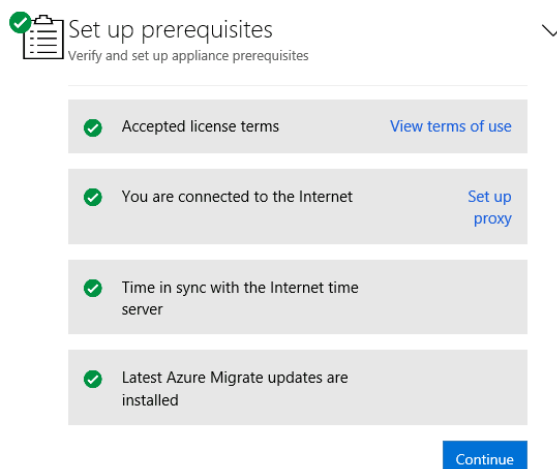 Set up prerequisites
Verify and set up appliance prerequisites
Accepted license terms
View terms of use
You are connected to the Internet
Set up
proxy
Time in sync with the Internet time
server
Latest Azure Migrate updates are
installed
Continue